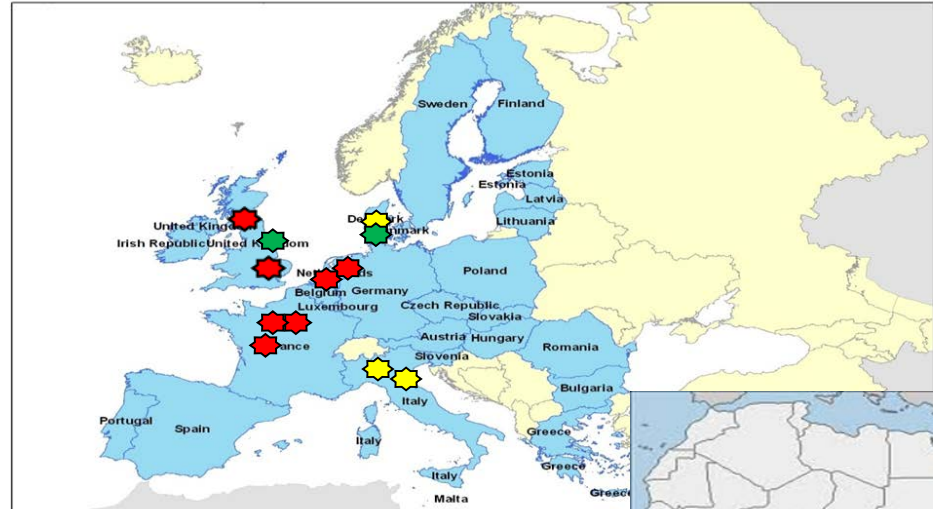 Sweden
Finland
Estonia
Estonia
Latvia
Lithuania
Denmark
United Kingdom
Irish Republic
United Kingdom
Netherlands
Poland
Belgium
Germany
Luxembourg
Czech Republic
Slovakia
Austria
Hungary
France
Slovenia
Romania
Bulgaria
Italy
Portugal
Spain
Italy
Greece
Greece
Italy
Malta
Greece